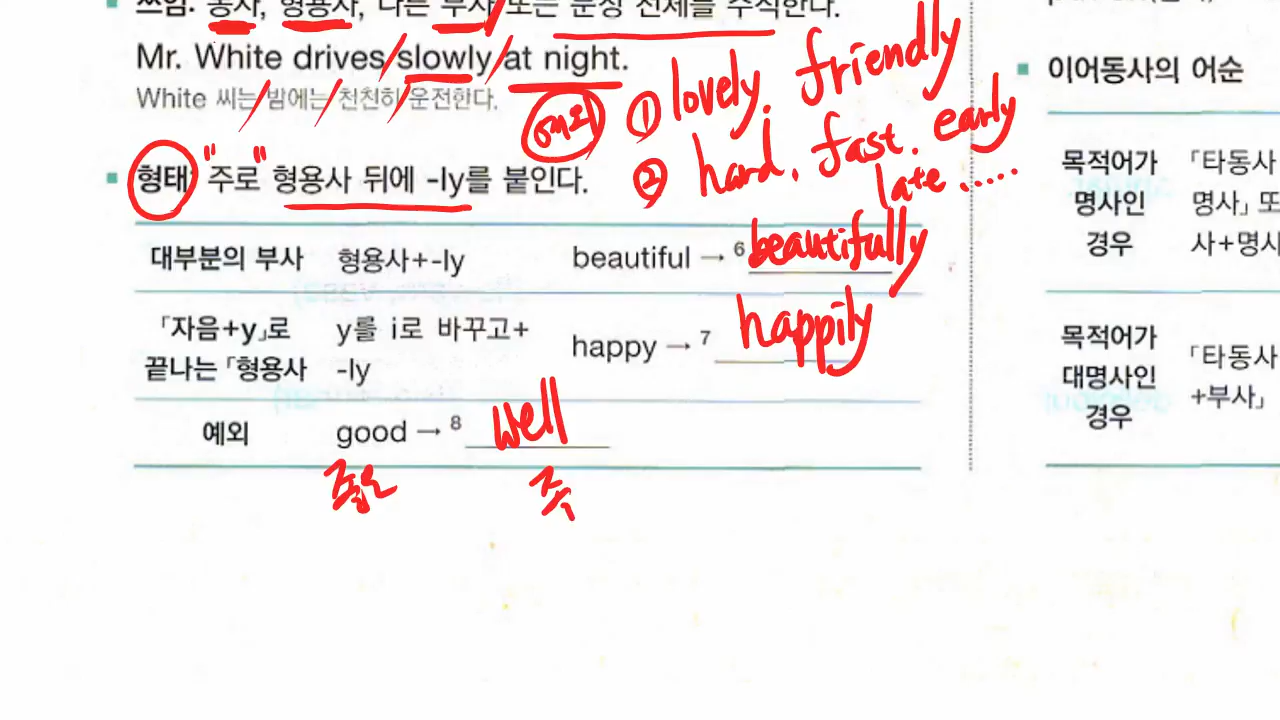 쓰임: 동사, 형용사, 다른 부사 또는 문장 전체를 수식한다.
Mr. White drives slowly at night.
White 씨는 밤에는 천천히 운전한다.
예외 ① lovely, friendly
② hard, fast, early
late.....
형태: "주로" 형용사 뒤에 -ly를 붙인다.
대부분의 부사 형용사+-ly beautiful → 6 beautifully
「자음+y」로 y를 i로 바꾸고+ happy → 7 happily
끝나는 「형용사 -ly
예외 good → 8 well
이어동사의 어순
목적어가 「타동사
명사인 명사」 또
경우 사+명사
목적어가 「타동사
대명사인 +부사」
경우